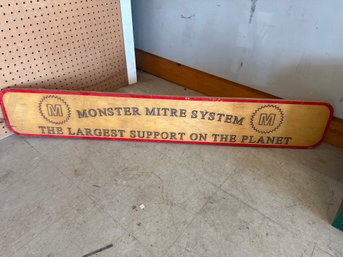 M MONSTER MITRE SYSTEM M
THE LARGEST SUPPORT ON THE PLANET